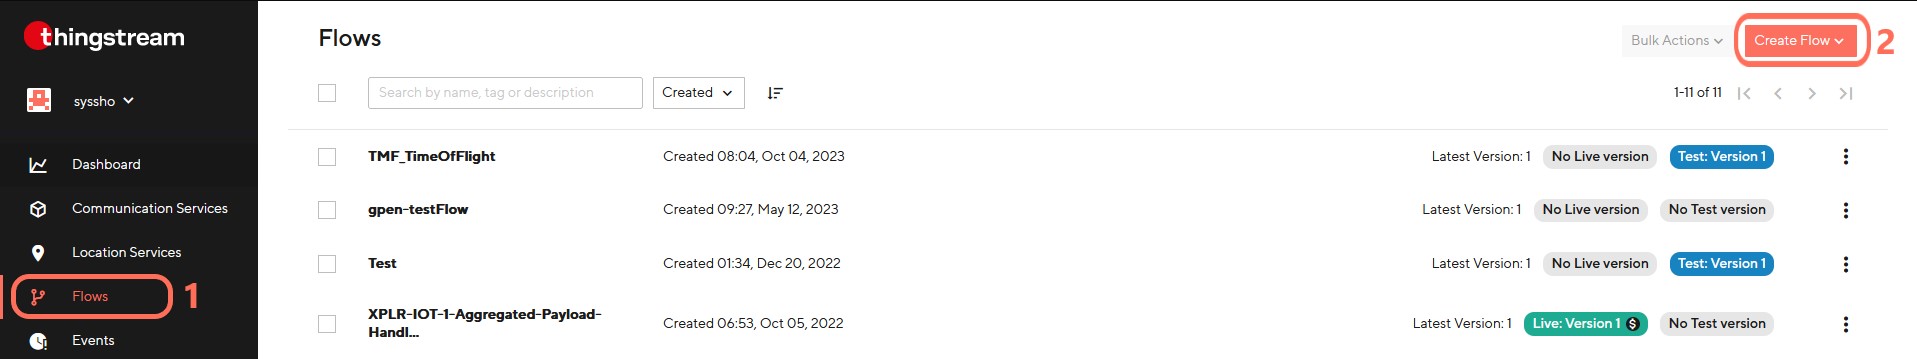 thingstream
syssho
Dashboard
Communication Services
Location Services
Flows
1
Events
Flows
Bulk Actions
Create Flow
2
Search by name, tag or description
Created
1-11 of 11
TMF_TimeOfFlight Created 08:04, Oct 04, 2023 Latest Version: 1 No Live version Test: Version 1
gpen-testFlow Created 09:27, May 12, 2023 Latest Version: 1 No Live version No Test version
Test Created 01:34, Dec 20, 2022 Latest Version: 1 No Live version Test: Version 1
XPLR-IOT-1-Aggregated-Payload-
Handl... Created 06:53, Oct 05, 2022 Latest Version: 1 Live: Version 1 $ No Test version